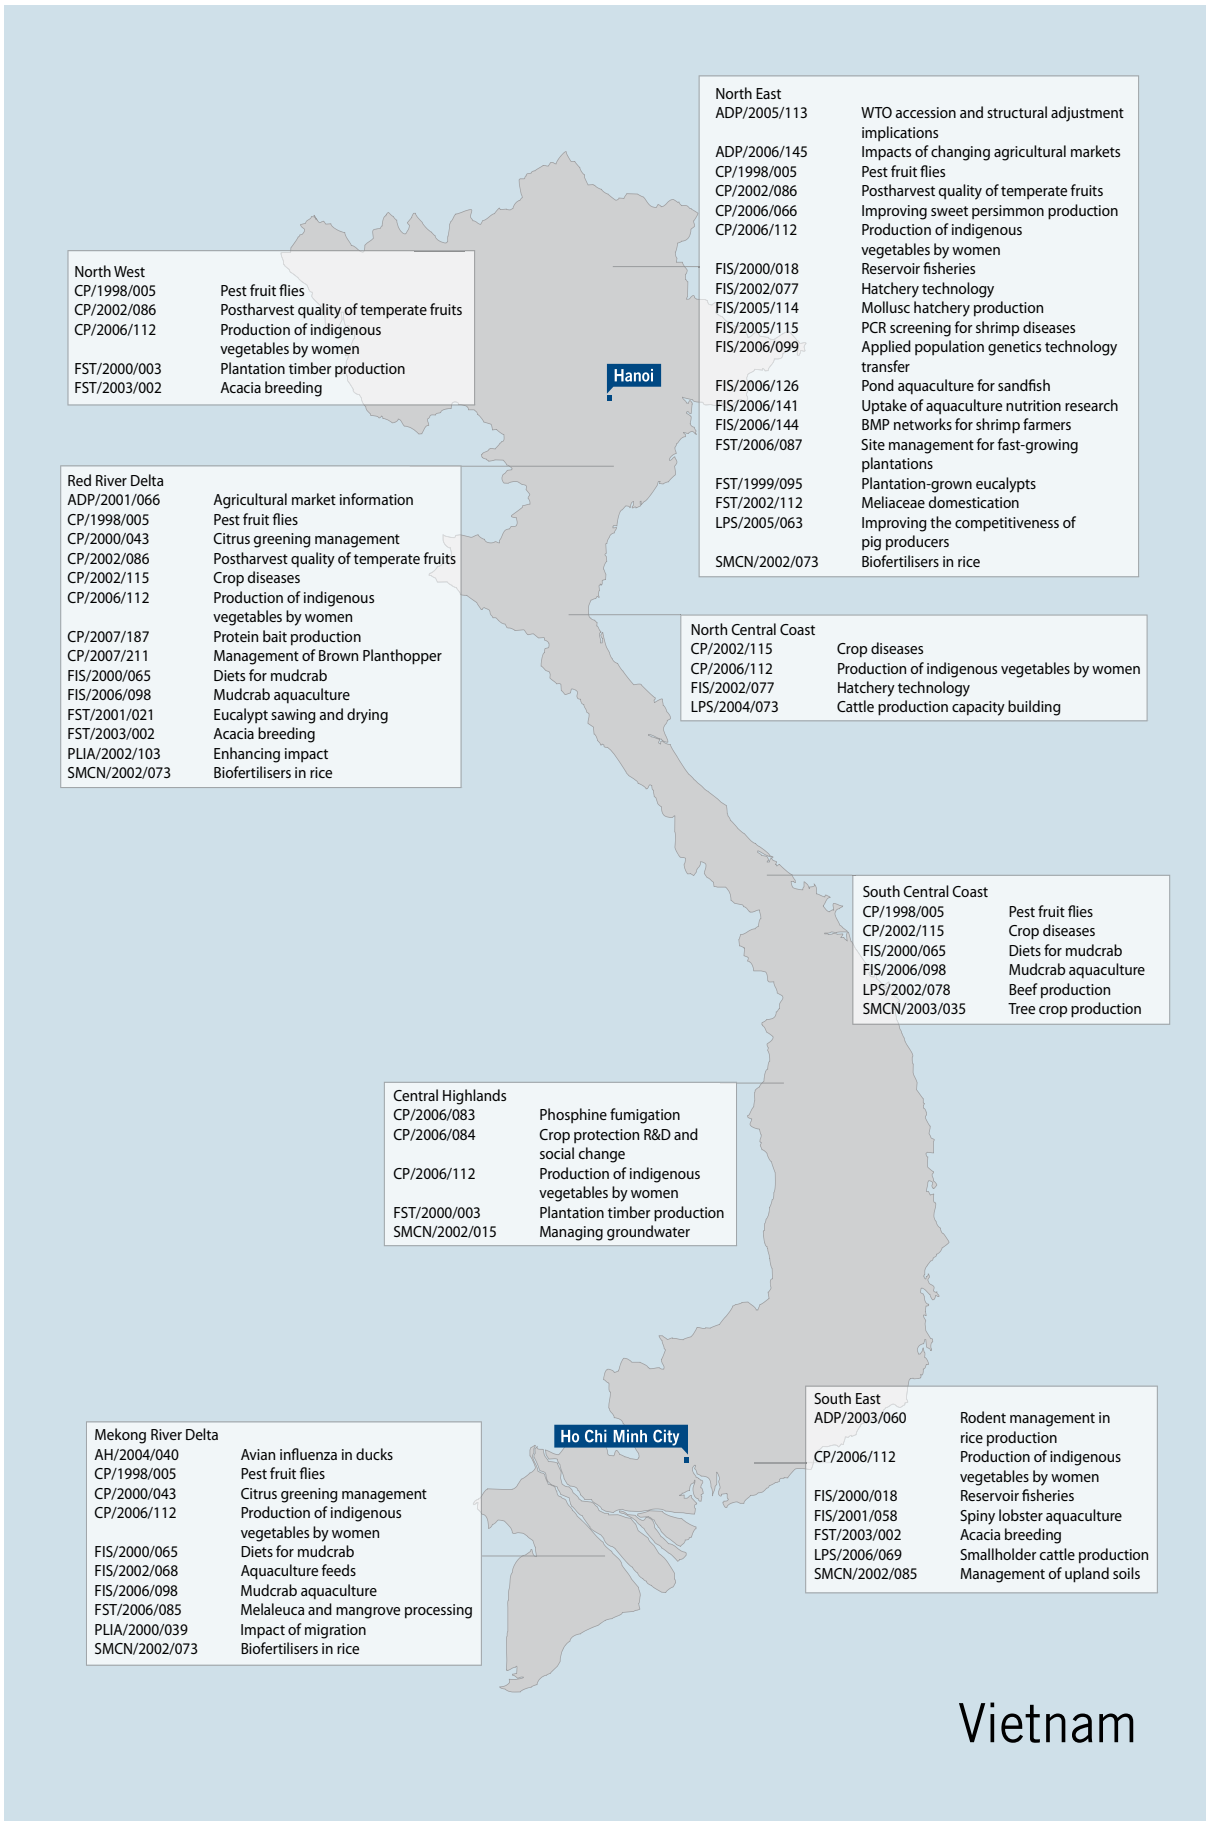 North East
ADP/2005/113 WTO accession and structural adjustment
implications
ADP/2006/145 Impacts of changing agricultural markets
CP/1998/005 Pest fruit flies
CP/2002/086 Postharvest quality of temperate fruits
CP/2006/066 Improving sweet persimmon production
CP/2006/112 Production of indigenous
vegetables by women
FIS/2000/018 Reservoir fisheries
FIS/2002/077 Hatchery technology
FIS/2005/114 Mollusc hatchery production
FIS/2005/115 PCR screening for shrimp diseases
FIS/2006/099 Applied population genetics technology
transfer
FIS/2006/126 Pond aquaculture for sandfish
FIS/2006/141 Uptake of aquaculture nutrition research
FIS/2006/144 BMP networks for shrimp farmers
FST/2006/087 Site management for fast-growing
plantations
FST/1999/095 Plantation-grown eucalypts
FST/2002/112 Meliaceae domestication
LPS/2005/063 Improving the competitiveness of
pig producers
SMCN/2002/073 Biofertilisers in rice
North West
CP/1998/005 Pest fruit flies
CP/2002/086 Postharvest quality of temperate fruits
CP/2006/112 Production of indigenous
vegetables by women
FST/2000/003 Plantation timber production
FST/2003/002 Acacia breeding
Hanoi
Red River Delta
ADP/2001/066 Agricultural market information
CP/1998/005 Pest fruit flies
CP/2000/043 Citrus greening management
CP/2002/086 Postharvest quality of temperate fruits
CP/2002/115 Crop diseases
CP/2006/112 Production of indigenous
vegetables by women
CP/2007/187 Protein bait production
CP/2007/211 Management of Brown Planthopper
FIS/2000/065 Diets for mudcrab
FIS/2006/098 Mudcrab aquaculture
FST/2001/021 Eucalypt sawing and drying
FST/2003/002 Acacia breeding
PLIA/2002/103 Enhancing impact
SMCN/2002/073 Biofertilisers in rice
North Central Coast
CP/2002/115 Crop diseases
CP/2006/112 Production of indigenous vegetables by women
FIS/2002/077 Hatchery technology
LPS/2004/073 Cattle production capacity building
South Central Coast
CP/1998/005 Pest fruit flies
CP/2002/115 Crop diseases
FIS/2000/065 Diets for mudcrab
FIS/2006/098 Mudcrab aquaculture
LPS/2002/078 Beef production
SMCN/2003/035 Tree crop production
Central Highlands
CP/2006/083 Phosphine fumigation
CP/2006/084 Crop protection R&D and
social change
CP/2006/112 Production of indigenous
vegetables by women
FST/2000/003 Plantation timber production
SMCN/2002/015 Managing groundwater
South East
ADP/2003/060 Rodent management in
rice production
CP/2006/112 Production of indigenous
vegetables by women
FIS/2000/018 Reservoir fisheries
FIS/2001/058 Spiny lobster aquaculture
FST/2003/002 Acacia breeding
LPS/2006/069 Smallholder cattle production
SMCN/2002/085 Management of upland soils
Ho Chi Minh City
Mekong River Delta
AH/2004/040 Avian influenza in ducks
CP/1998/005 Pest fruit flies
CP/2000/043 Citrus greening management
CP/2006/112 Production of indigenous
vegetables by women
FIS/2000/065 Diets for mudcrab
FIS/2002/068 Aquaculture feeds
FIS/2006/098 Mudcrab aquaculture
FST/2006/085 Melaleuca and mangrove processing
PLIA/2000/039 Impact of migration
SMCN/2002/073 Biofertilisers in rice
Vietnam